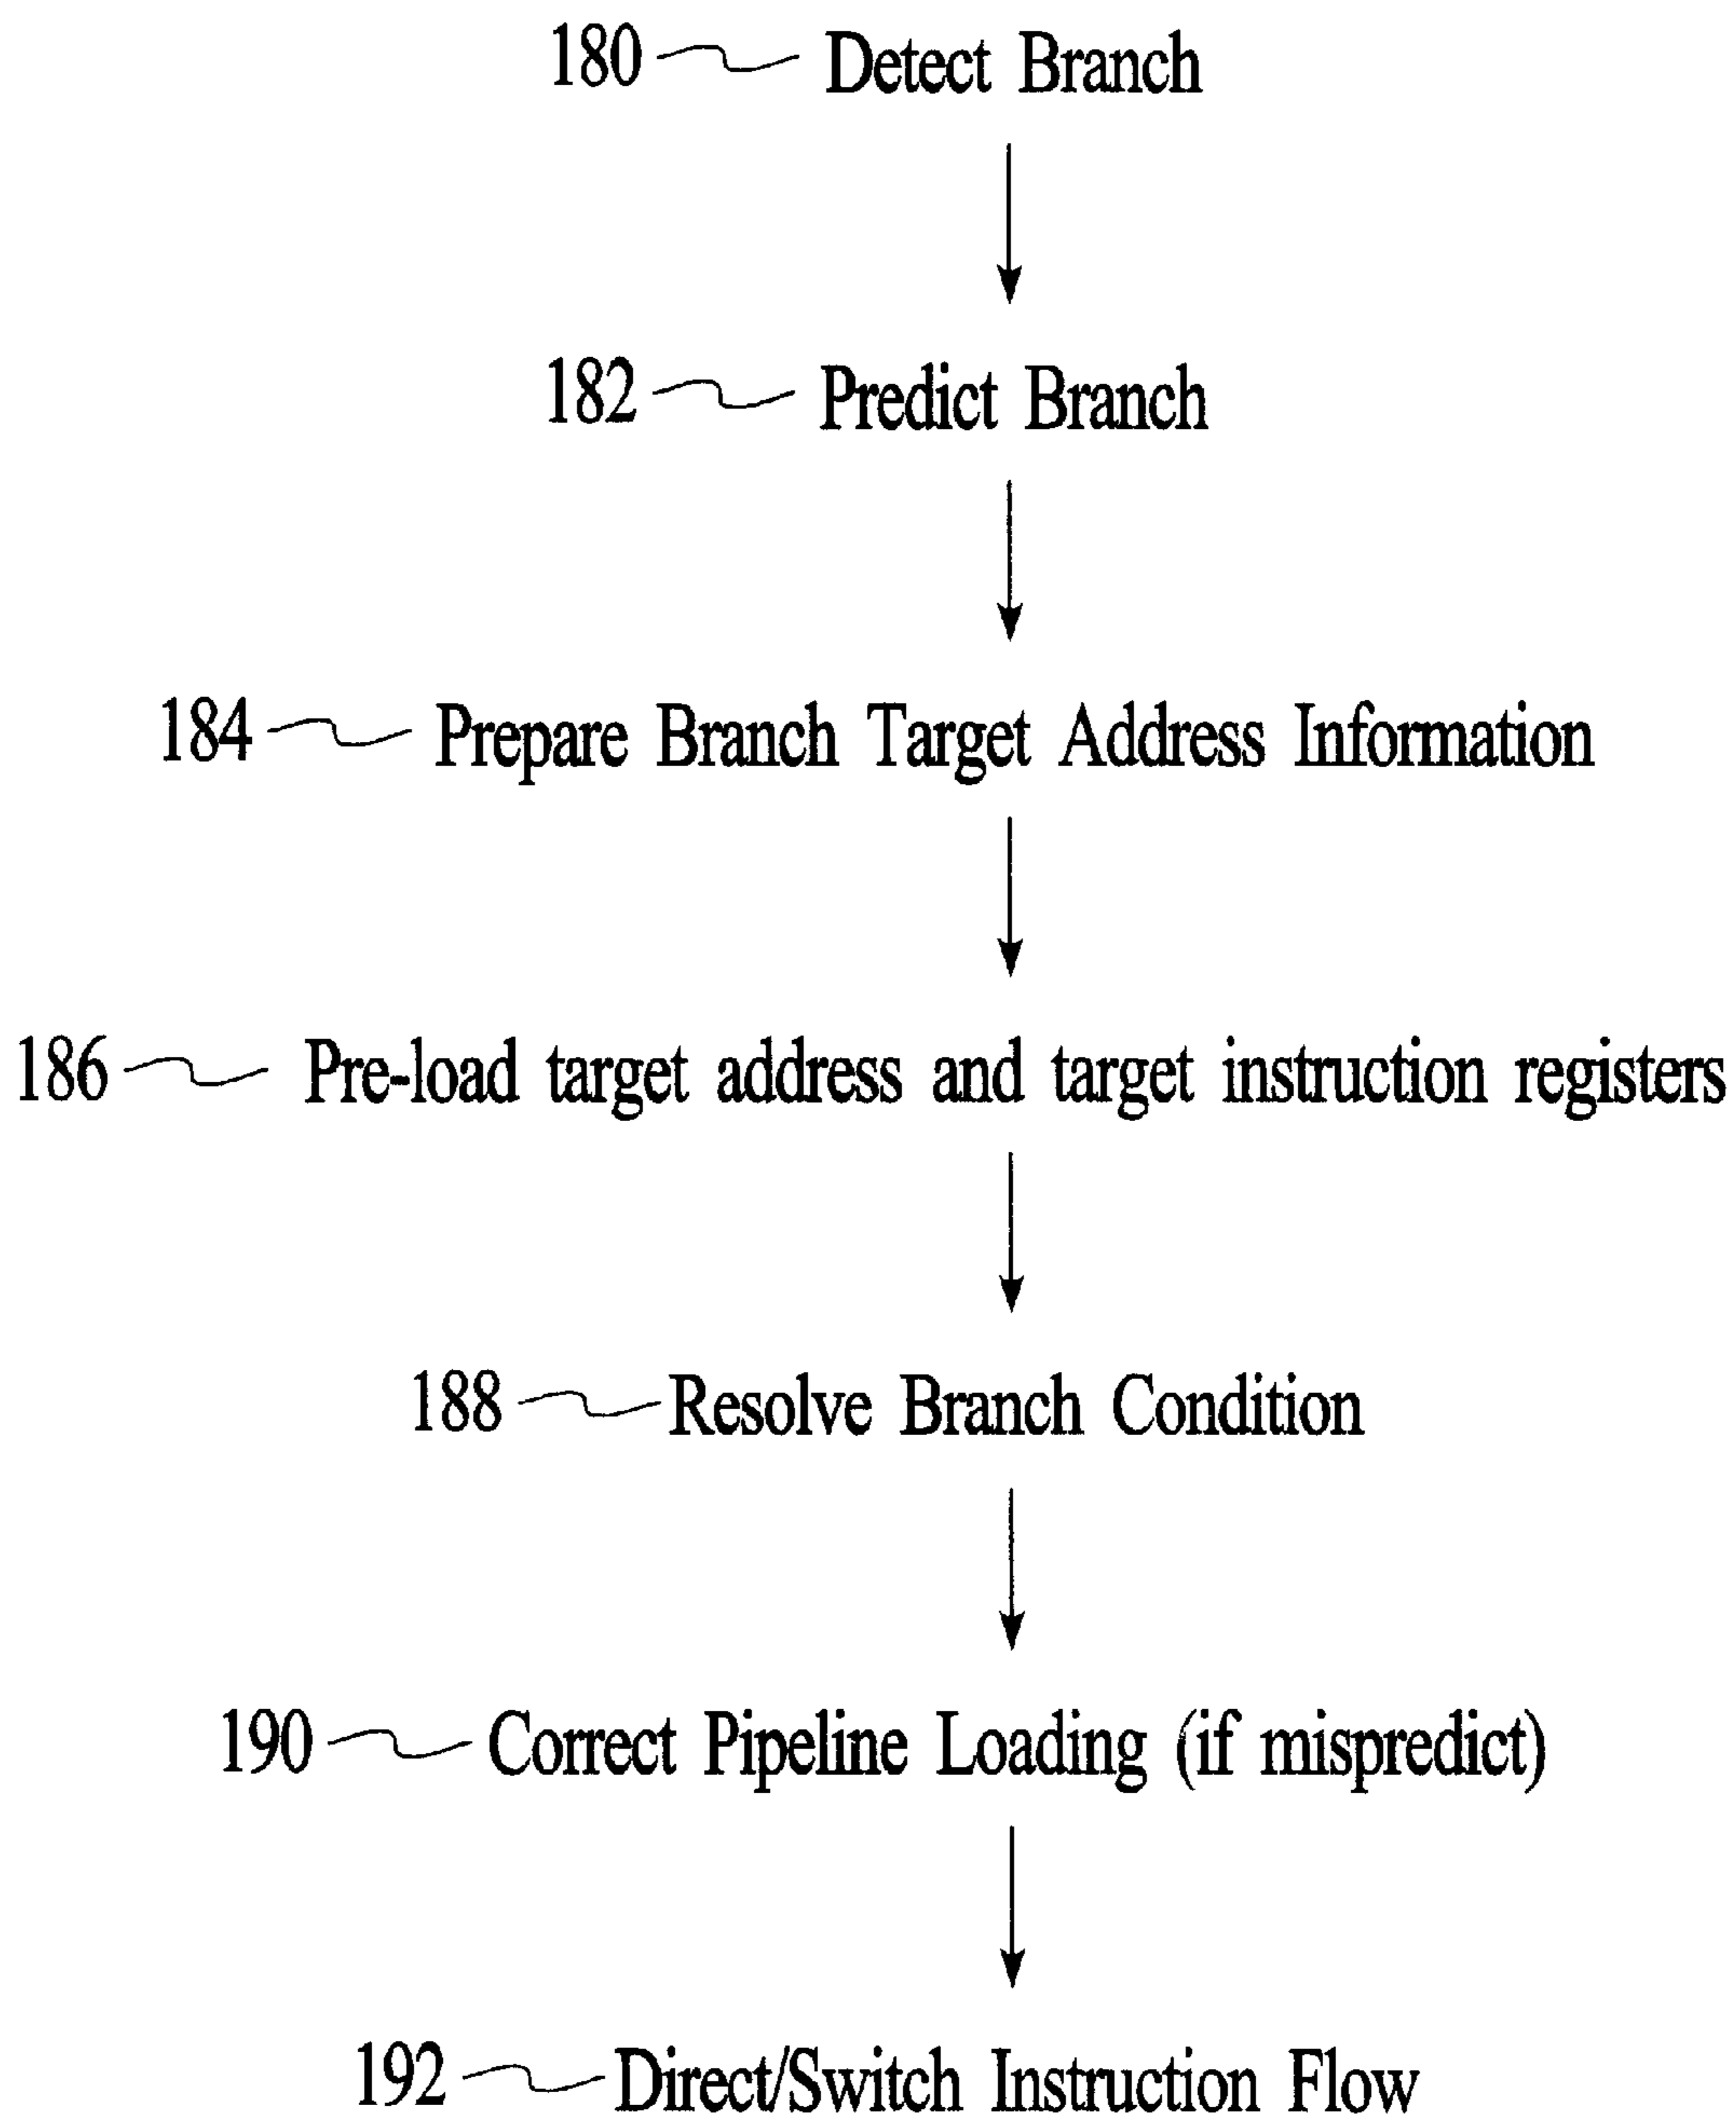 180 Detect Branch
182 Predict Branch
184 Prepare Branch Target Address Information
186 Pre-load target address and target instruction registers
188 Resolve Branch Condition
190 Correct Pipeline Loading (if mispredict)
192 Direct/Switch Instruction Flow